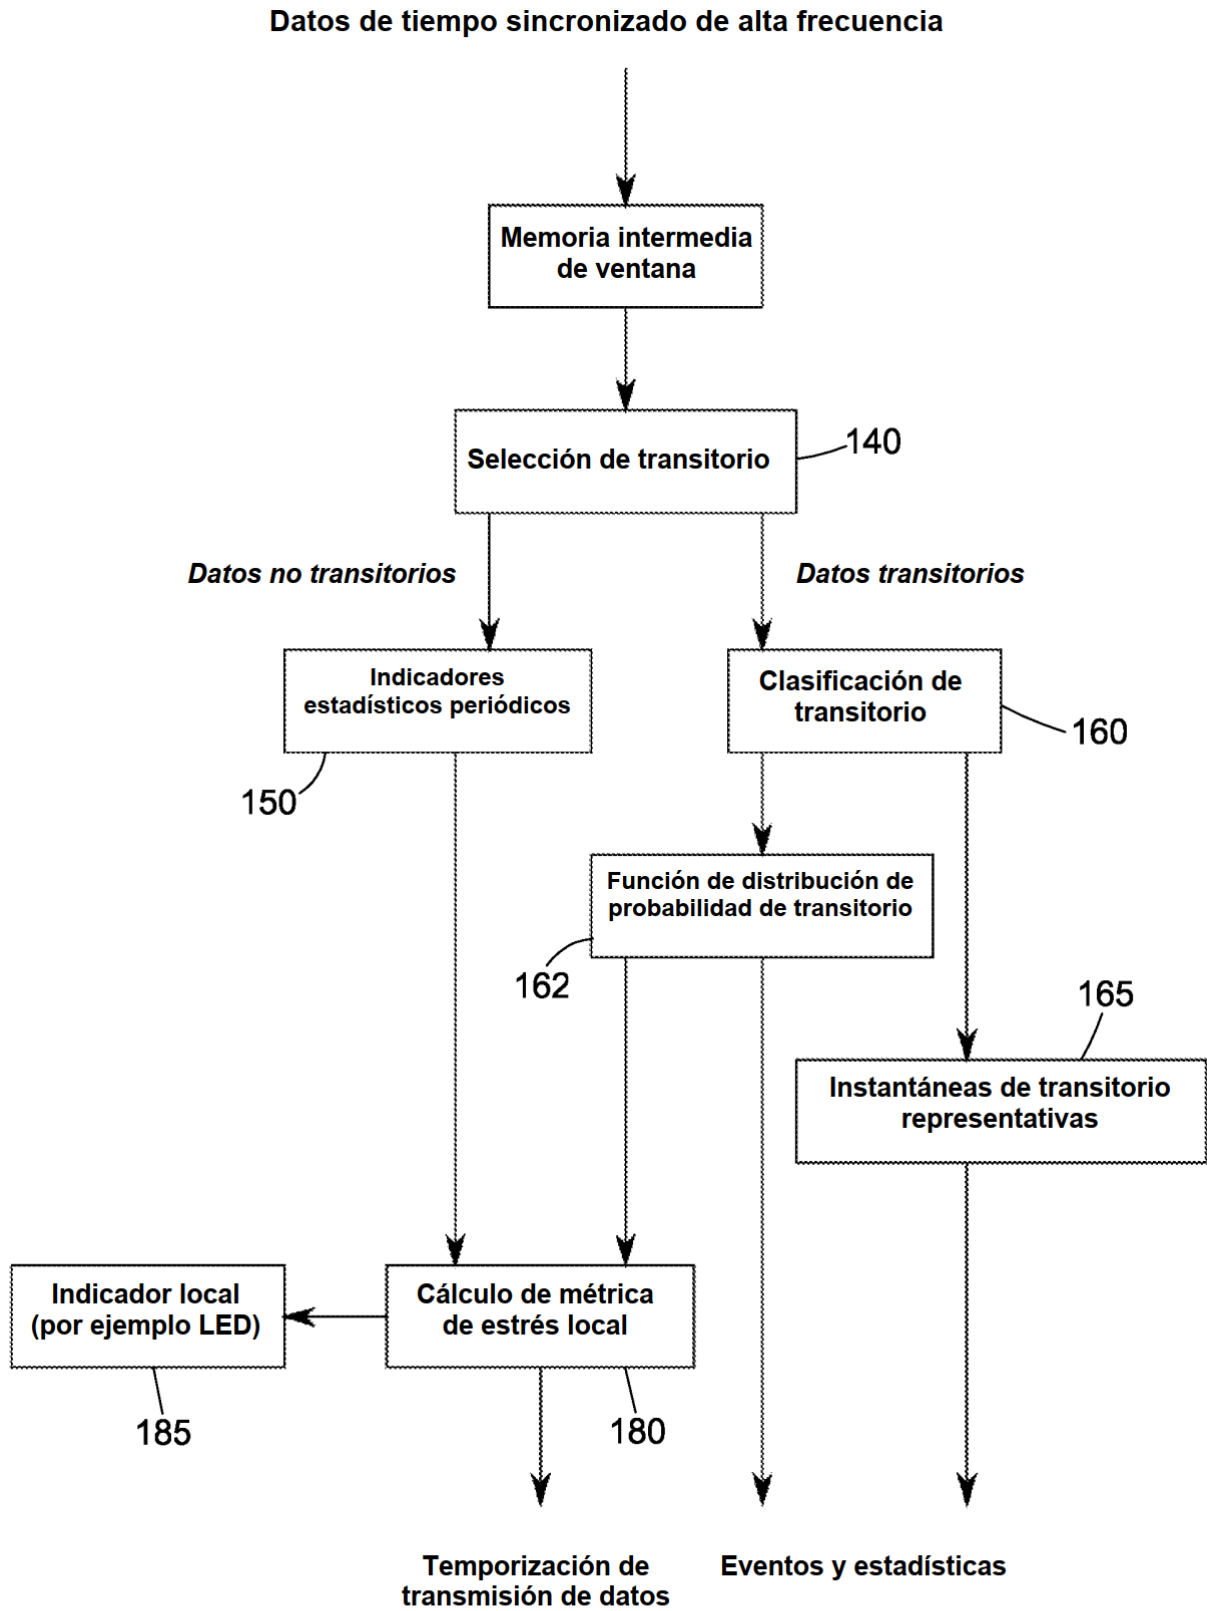 Datos de tiempo sincronizado de alta frecuencia
Memoria intermedia
de ventana
Selección de transitorio
140
Datos no transitorios
Datos transitorios
Indicadores
estadísticos periódicos
150
Clasificación de
transitorio
160
Función de distribución de
probabilidad de transitorio
162
165
Instantáneas de transitorio
representativas
Indicador local
(por ejemplo LED)
185
Cálculo de métrica
de estrés local
180
Temporización de
transmisión de datos
Eventos y estadísticas